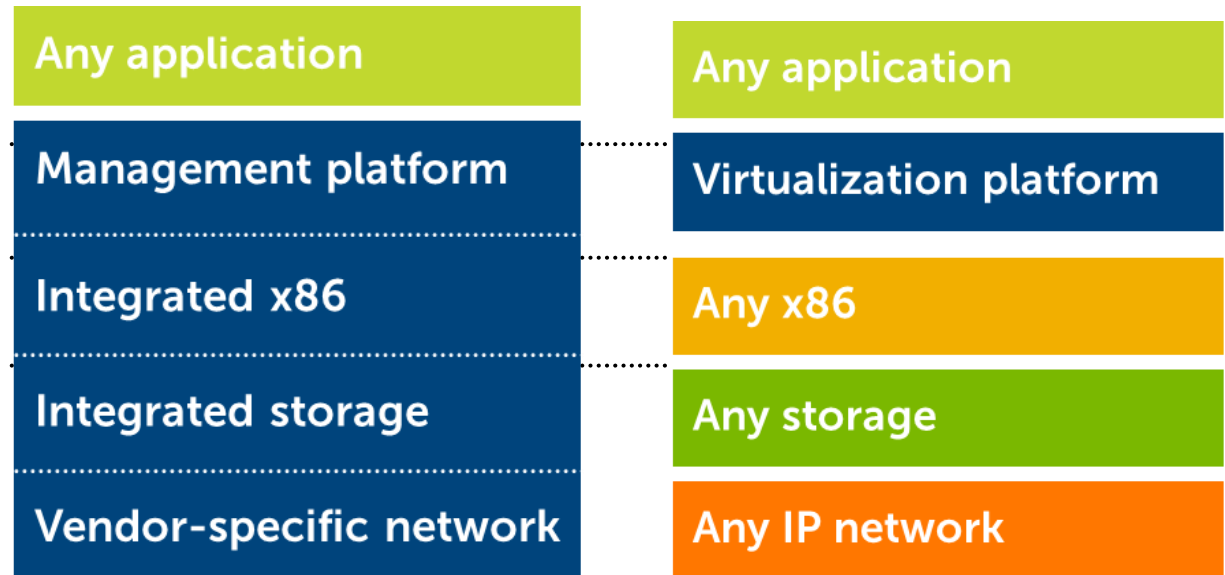 Any application
Management platform
Integrated x86
Integrated storage
Vendor-specific network
Any application
Virtualization platform
Any x86
Any storage
Any IP network